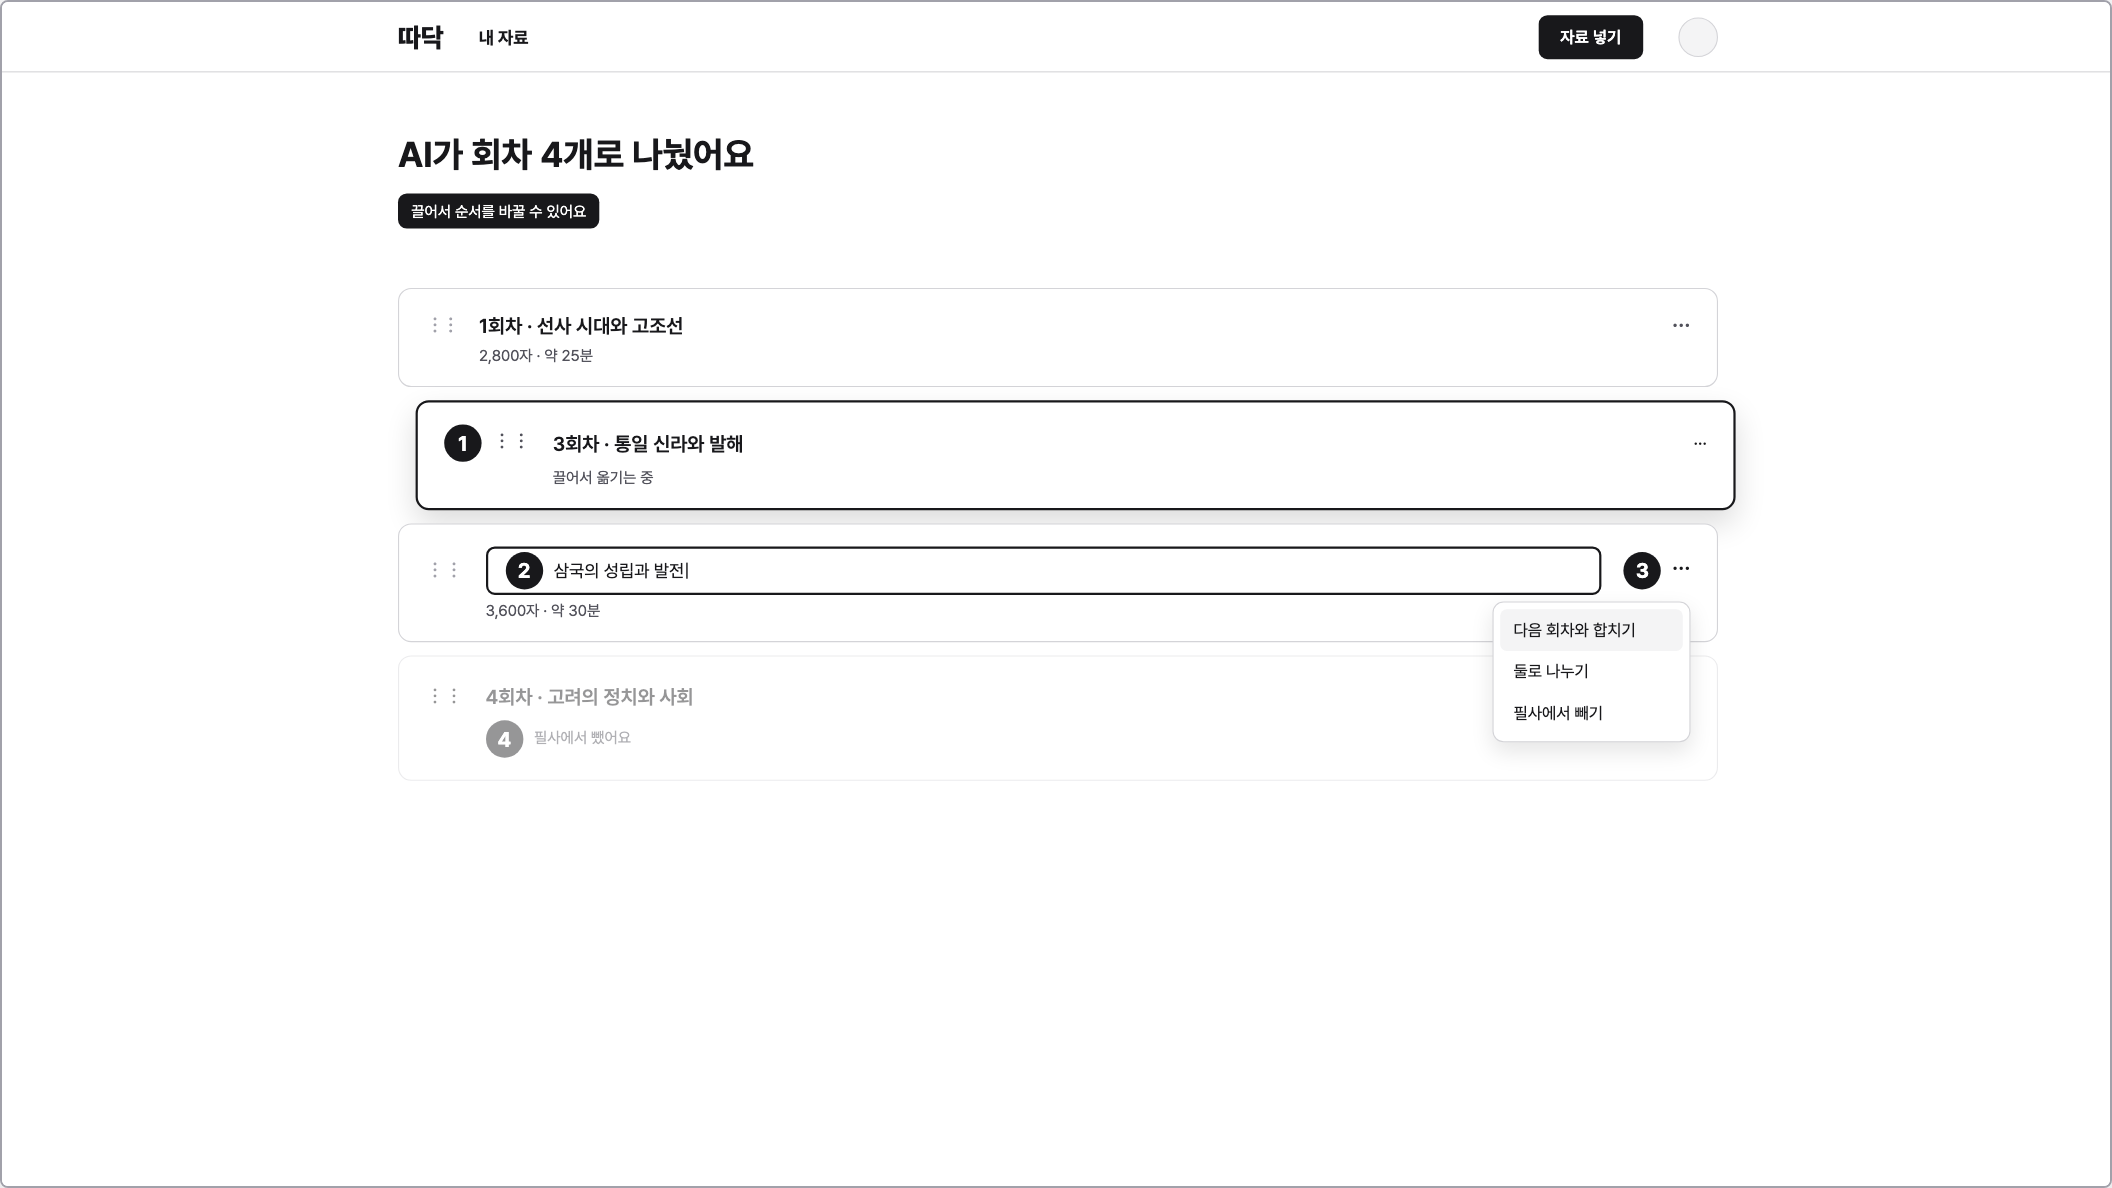 따닥 내 자료 자료 넣기
AI가 회차 4개로 나눴어요
끌어서 순서를 바꿀 수 있어요
1회차 · 선사 시대와 고조선 ···
2,800자 · 약 25분
1 3회차 · 통일 신라와 발해 ···
끌어서 옮기는 중
2 삼국의 성립과 발전| 3 ···
3,600자 · 약 30분
다음 회차와 합치기
둘로 나누기
필사에서 빼기
4회차 · 고려의 정치와 사회
4 필사에서 뺐어요